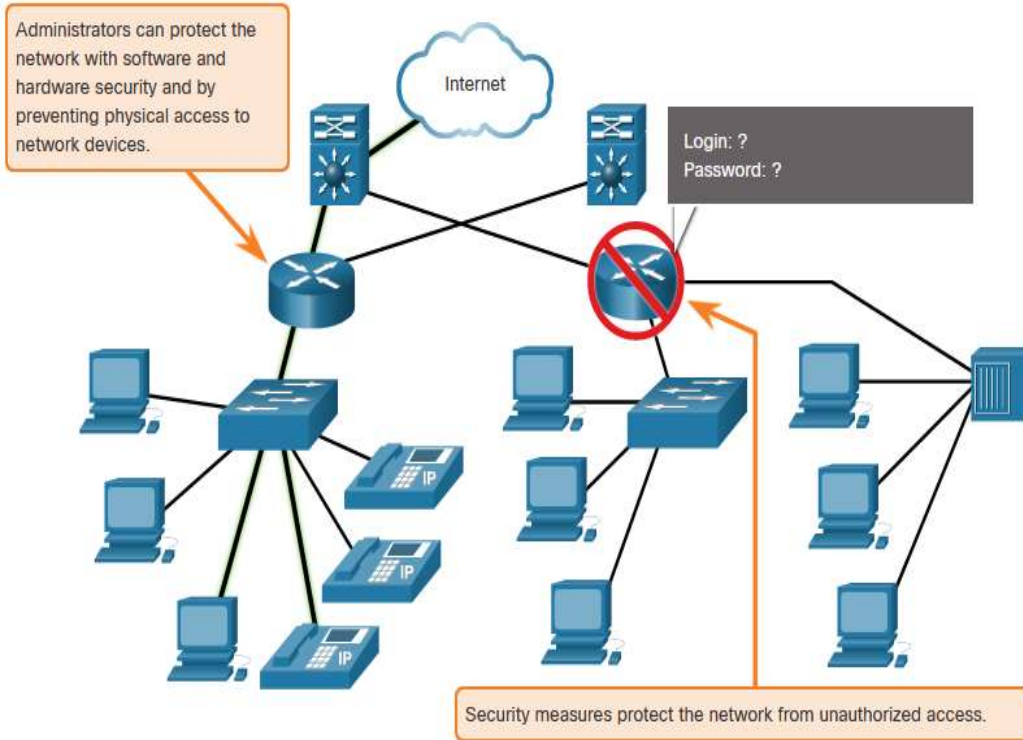 Administrators can protect the
network with software and
hardware security and by
preventing physical access to
network devices.
Internet
Login: ?
Password: ?
IP
IP
IP
Security measures protect the network from unauthorized access.